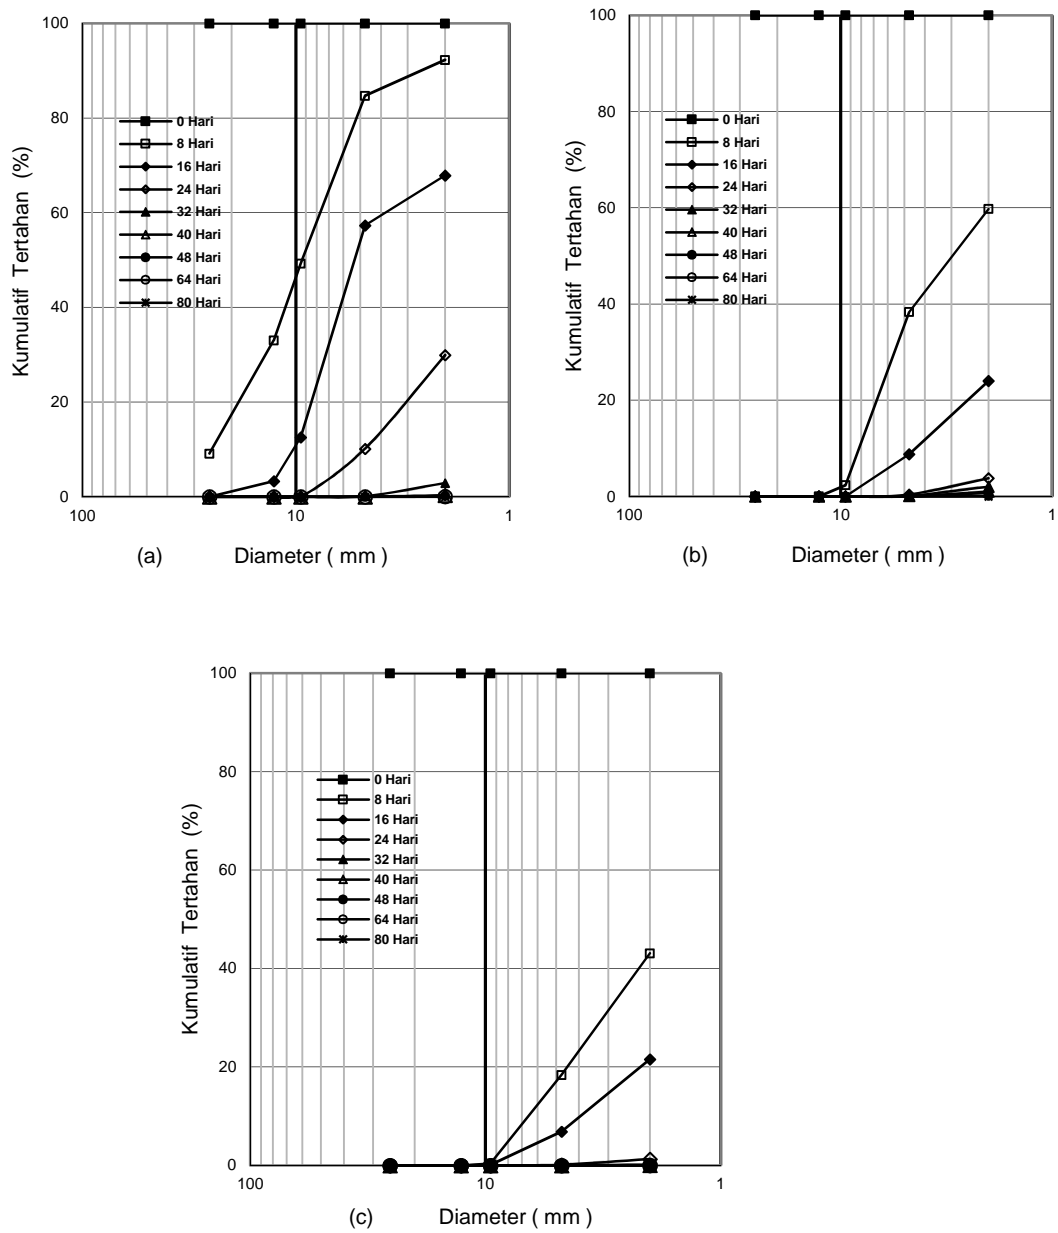 100
80
60
40
20
0
Kumulatif Tertahan (%)
0 Hari
8 Hari
16 Hari
24 Hari
32 Hari
40 Hari
48 Hari
64 Hari
80 Hari
100 10 1
(a) Diameter ( mm )
100
80
60
40
20
0
Kumulatif Tertahan (%)
0 Hari
8 Hari
16 Hari
24 Hari
32 Hari
40 Hari
48 Hari
64 Hari
80 Hari
100 10 1
(b) Diameter ( mm )
100
80
60
40
20
0
Kumulatif Tertahan (%)
0 Hari
8 Hari
16 Hari
24 Hari
32 Hari
40 Hari
48 Hari
64 Hari
80 Hari
100 10 1
(c) Diameter ( mm )